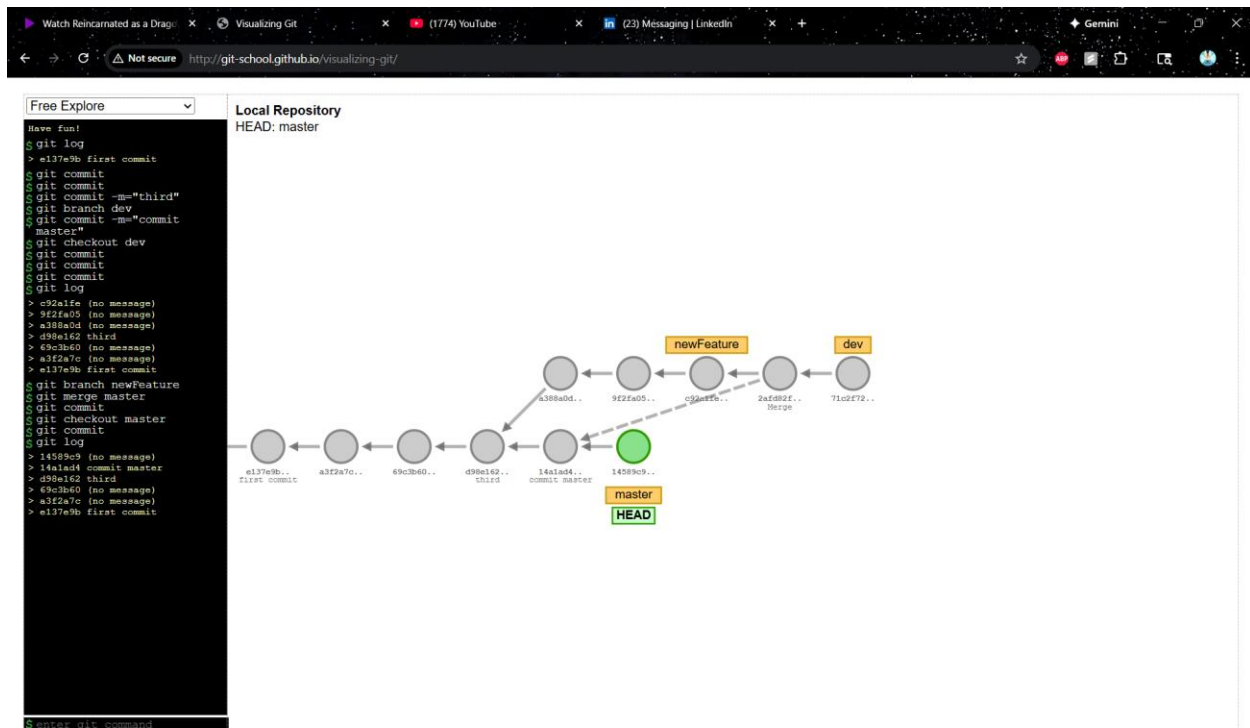 Watch Reincarnated as a Drago
Visualizing Git
(1774) YouTube
(23) Messaging | LinkedIn
Gemini
Not secure http://git-school.github.io/visualizing-git/
ABP
Free Explore
Have fun!
$ git log
> e137e9b first commit
$ git commit
$ git commit
$ git commit -m="third"
$ git branch dev
$ git commit -m="commit
master"
$ git checkout dev
$ git commit
$ git commit
$ git commit
$ git log
> c92a1fe (no message)
> 9f2fa05 (no message)
> a388a0d (no message)
> d98e162 third
> 69c3b60 (no message)
> a3f2a7c (no message)
> e137e9b first commit
$ git branch newFeature
$ git merge master
$ git commit
$ git checkout master
$ git commit
$ git log
> 14589c9 (no message)
> 14a1ad4 commit master
> d98e162 third
> 69c3b60 (no message)
> a3f2a7c (no message)
> e137e9b first commit
$ enter git command
Local Repository
HEAD: master
newFeature
dev
a388a0d..
9f2fa05..
c92a1fe..
2afd82f..
Merge
71c2f72..
e137e9b..
first commit
a3f2a7c..
69c3b60..
d98e162..
third
14a1ad4..
commit master
14589c9..
master
HEAD